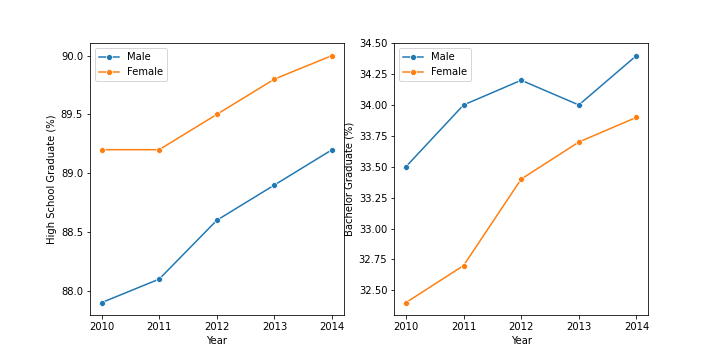 Male
Female
90.0
89.5
89.0
88.5
88.0
High School Graduate (%)
2010 2011 2012 2013 2014
Year
Male
Female
34.50
34.25
34.00
33.75
33.50
33.25
33.00
32.75
32.50
Bachelor Graduate (%)
2010 2011 2012 2013 2014
Year